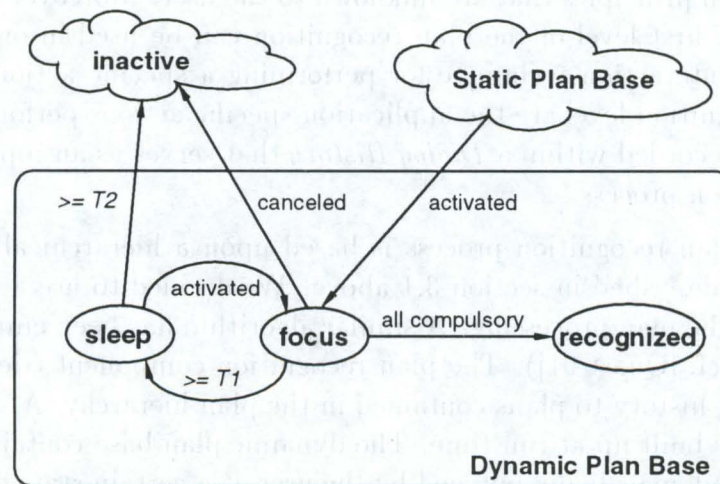 inactive
Static Plan Base
>= T2
canceled
activated
activated
sleep
focus
all compulsory
recognized
>= T1
Dynamic Plan Base